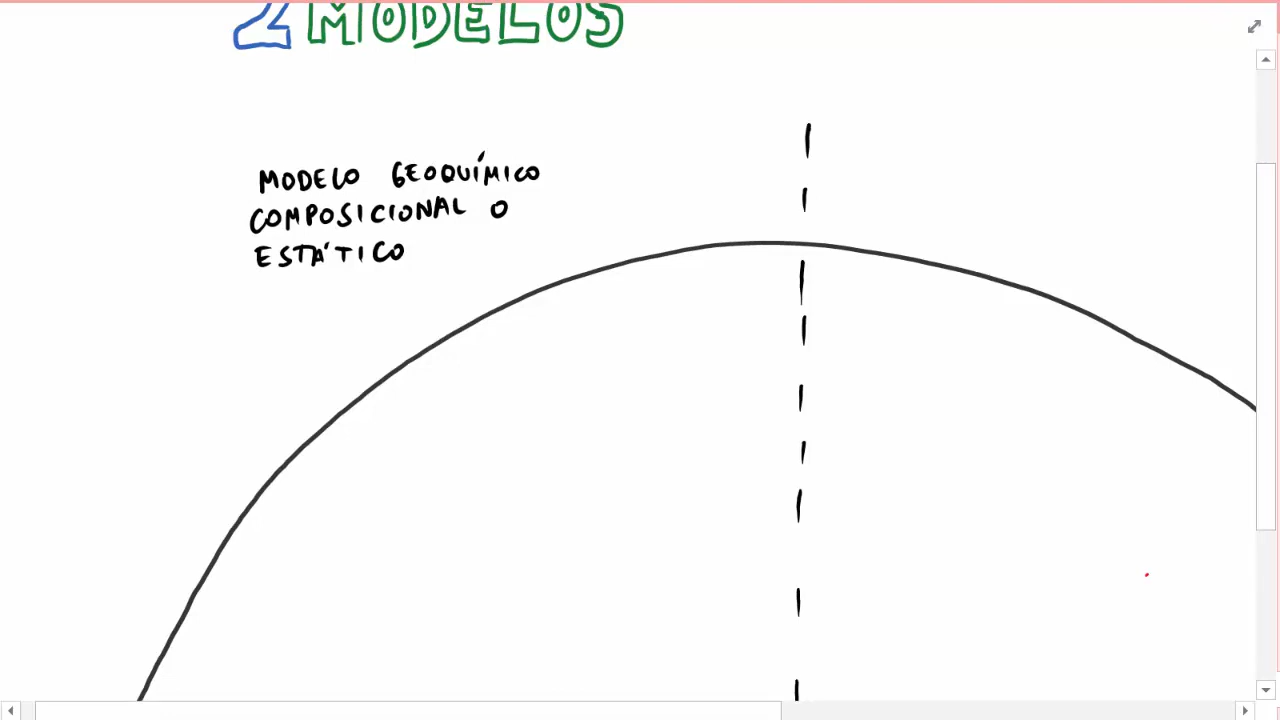 2 MODELOS
MODELO GEOQUÍMICO
COMPOSICIONAL O
ESTÁTICO